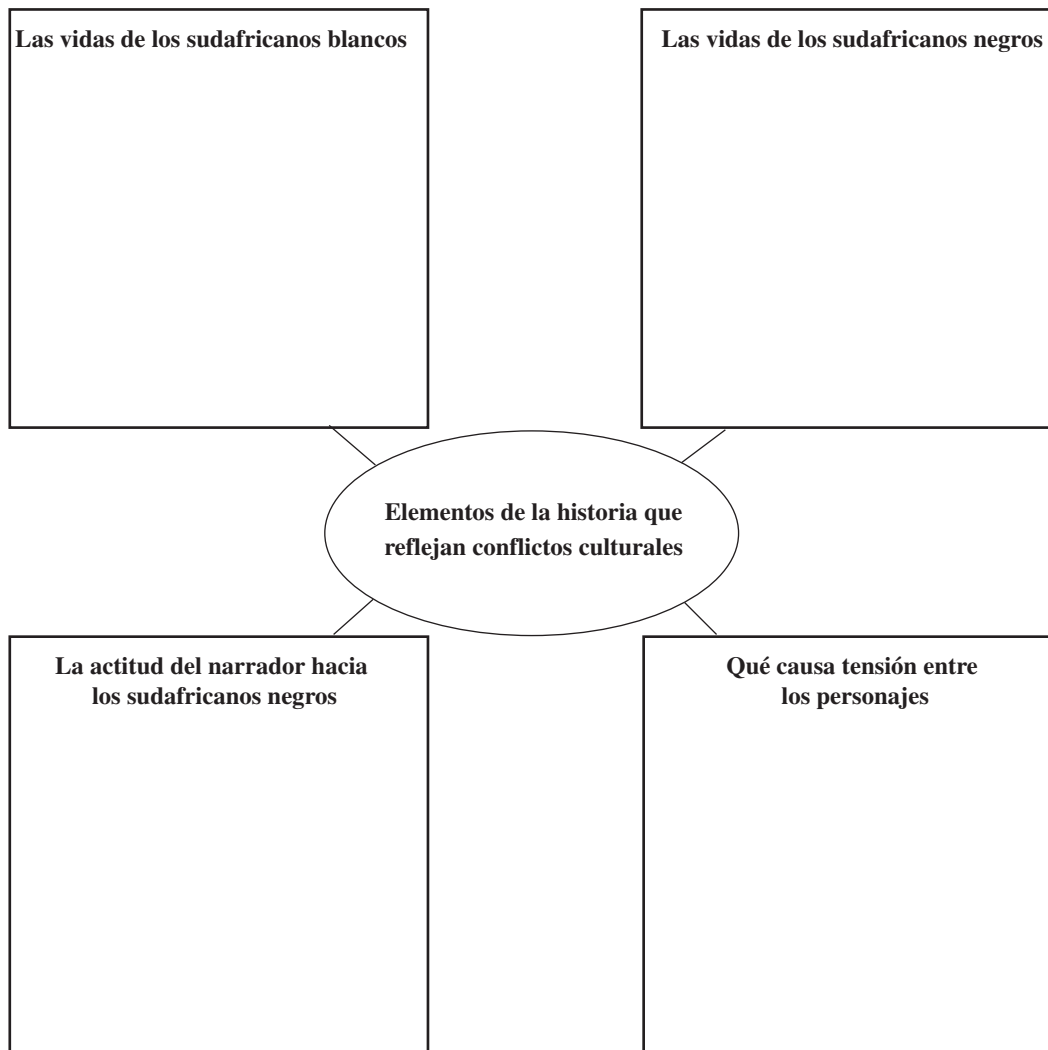 Las vidas de los sudafricanos blancos
Las vidas de los sudafricanos negros
Elementos de la historia que
reflejan conflictos culturales
La actitud del narrador hacia
los sudafricanos negros
Qué causa tensión entre
los personajes